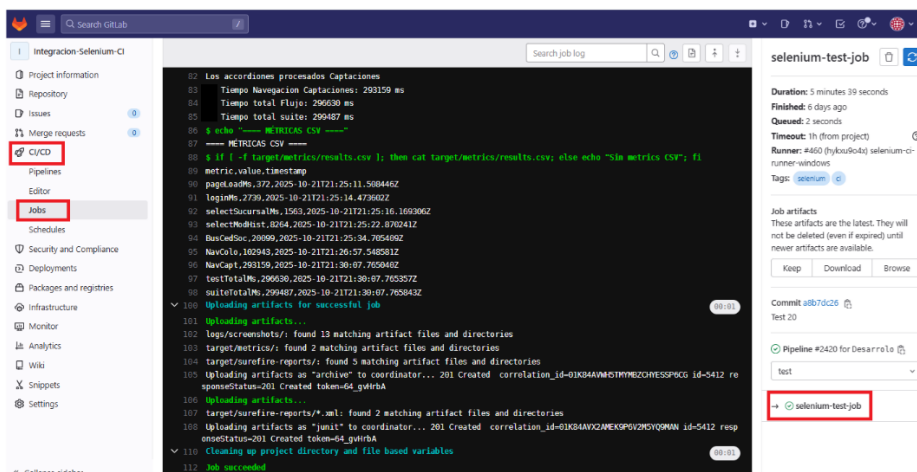 Search GitLab
/
I
Integracion-Selenium-CI
Project information
Repository
Issues
0
Merge requests
0
CI/CD
Pipelines
Editor
Jobs
Schedules
Security and Compliance
Deployments
Packages and registries
Infrastructure
Monitor
Analytics
Wiki
Snippets
Settings
Collapse sidebar
Search job log
82 Los accordiones procesados Captaciones
83 Tiempo Navegacion Captaciones: 293159 ms
84 Tiempo total Flujo: 296630 ms
85 Tiempo total suite: 299487 ms
86 $ echo "==== MÉTRICAS CSV ===="
87 ==== MÉTRICAS CSV ====
88 $ if [ -f target/metrics/results.csv ]; then cat target/metrics/results.csv; else echo "Sin metrics CSV"; fi
89 metric,value,timestamp
90 pageLoadMs,372,2025-10-21T21:25:11.508446Z
91 loginMs,2739,2025-10-21T21:25:14.473602Z
92 selectSucursalMs,1563,2025-10-21T21:25:16.169306Z
93 selectModHist,8264,2025-10-21T21:25:22.870241Z
94 BusCedSoc,20099,2025-10-21T21:25:34.705409Z
95 NavColo,102943,2025-10-21T21:26:57.548581Z
96 NavCapt,293159,2025-10-21T21:30:07.765040Z
97 testTotalMs,296630,2025-10-21T21:30:07.765357Z
98 suiteTotalMs,299487,2025-10-21T21:30:07.765843Z
100 Uploading artifacts for successful job
00:01
101 Uploading artifacts...
102 logs/screenshots/: found 13 matching artifact files and directories
103 target/metrics/: found 2 matching artifact files and directories
104 target/surefire-reports/: found 5 matching artifact files and directories
105 Uploading artifacts as "archive" to coordinator... 201 Created correlation_id=01K84AVWH5TMYMBZCHYESSP6CG id=5412 re
sponseStatus=201 Created token=64_gvHrbA
106 Uploading artifacts...
107 target/surefire-reports/*.xml: found 2 matching artifact files and directories
108 Uploading artifacts as "junit" to coordinator... 201 Created correlation_id=01K84AVX2AMEK9P6V2M5YQ9MAN id=5412 resp
onseStatus=201 Created token=64_gvHrbA
110 Cleaning up project directory and file based variables
00:01
112 Job succeeded
selenium-test-job
Duration: 5 minutes 39 seconds
Finished: 6 days ago
Queued: 2 seconds
Timeout: 1h (from project)
Runner: #460 (hykxu9o4x) selenium-ci-
runner-windows
Tags: selenium ci
Job artifacts
These artifacts are the latest. They will
not be deleted (even if expired) until
newer artifacts are available.
Keep Download Browse
Commit a8b7dc26
Test 20
Pipeline #2420 for Desarrolo
test
→ selenium-test-job